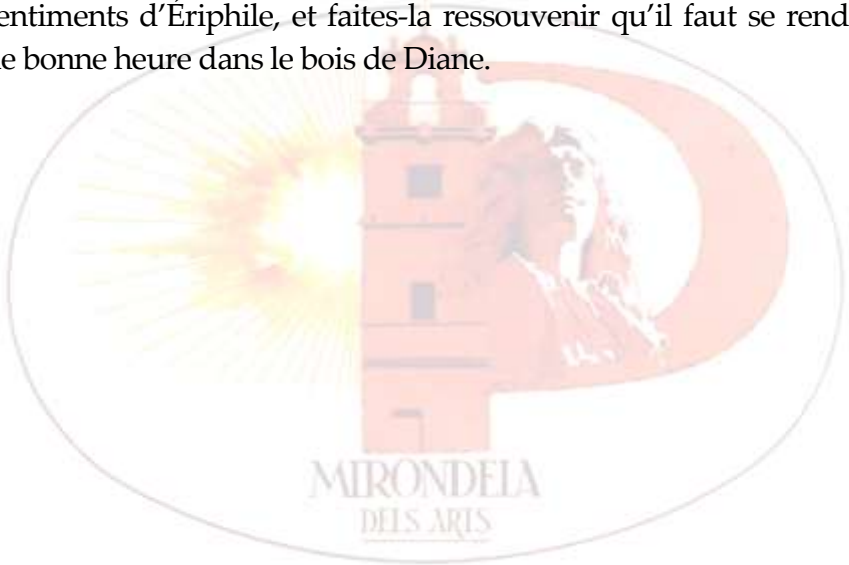 entiments d’Ériphile, et faites-la ressouvenir qu’il faut se rend
e bonne heure dans le bois de Diane.
MIRONDELA
DELS ARTS